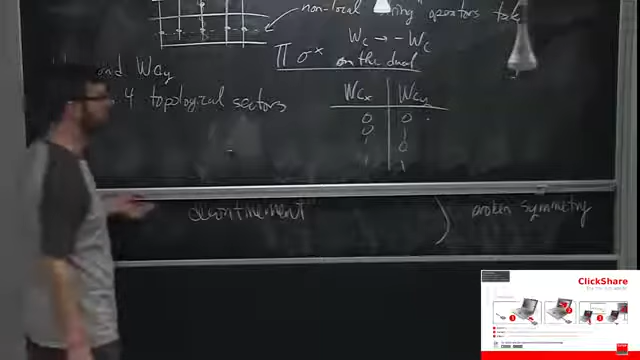 non-local "string" operators take
W_c → -W_c
∏ σ^x on the dual
and W_cy
4 topological sectors
W_cx | W_cy
0 | 0
0 | 1
1 | 0
1 | 1
deconfinement ) broken symmetry
ClickShare